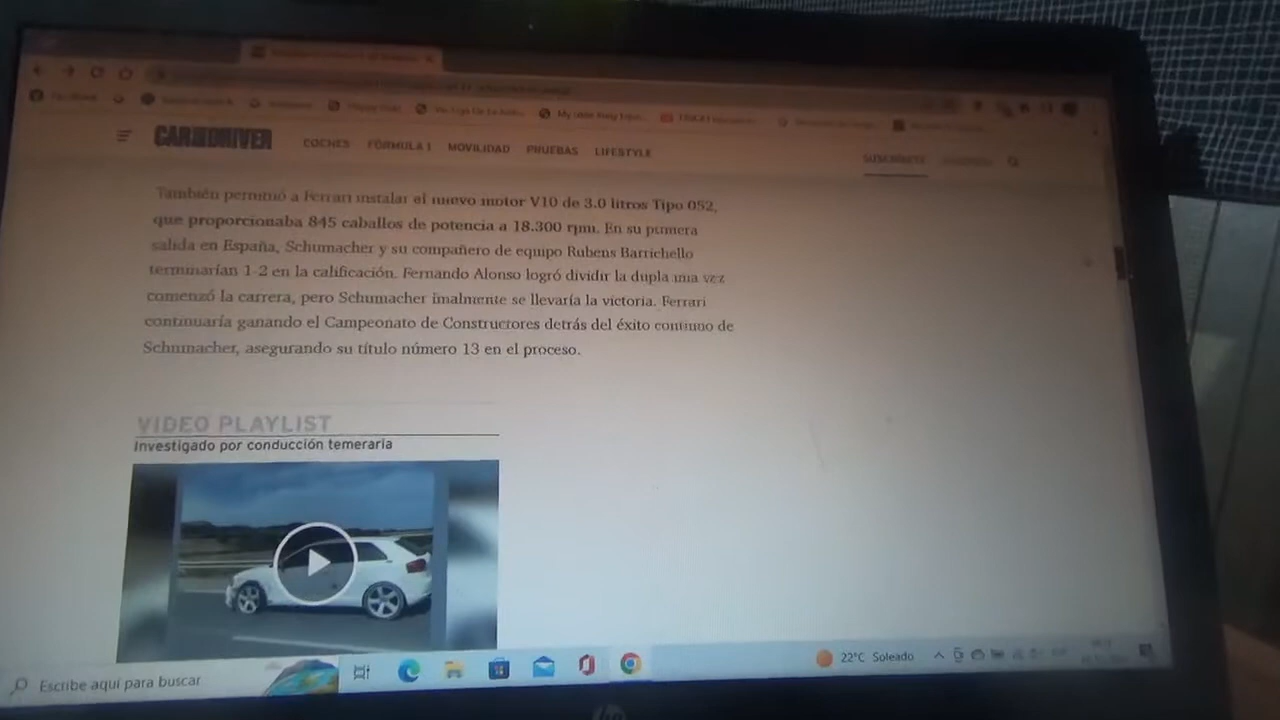 CAR AND DRIVER
COCHES FÓRMULA 1 MOVILIDAD PRUEBAS LIFESTYLE
SUSCRÍBETE
También permitió a Ferrari instalar el nuevo motor V10 de 3.0 litros Tipo 052,
que proporcionaba 845 caballos de potencia a 18.300 rpm. En su primera
salida en España, Schumacher y su compañero de equipo Rubens Barrichello
terminarían 1-2 en la calificación. Fernando Alonso logró dividir la dupla una vez
comenzó la carrera, pero Schumacher finalmente se llevaría la victoria. Ferrari
continuaría ganando el Campeonato de Constructores detrás del éxito continuo de
Schumacher, asegurando su título número 13 en el proceso.
VIDEO PLAYLIST
Investigado por conducción temeraria
Escribe aquí para buscar
22°C Soleado
hp